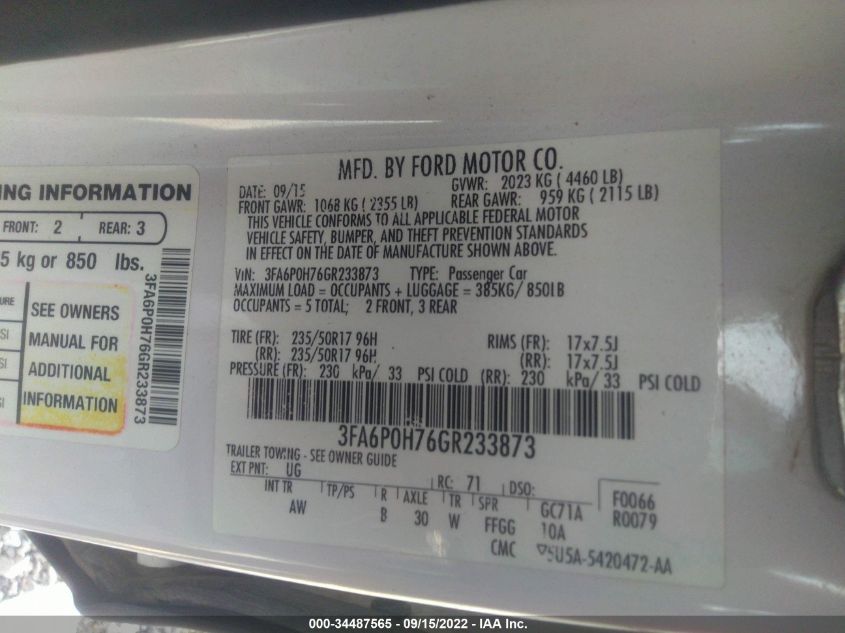 NG INFORMATION
FRONT: 2 REAR: 3
5 kg or 850 lbs.
SEE OWNERS
MANUAL FOR
ADDITIONAL
INFORMATION
3FA6P0H76GR233873
MFD. BY FORD MOTOR CO.
DATE: 09/15 GVWR: 2023 KG ( 4460 LB)
FRONT GAWR: 1068 KG ( 2355 LB) REAR GAWR: 959 KG ( 2115 LB)
THIS VEHICLE CONFORMS TO ALL APPLICABLE FEDERAL MOTOR
VEHICLE SAFETY, BUMPER, AND THEFT PREVENTION STANDARDS
IN EFFECT ON THE DATE OF MANUFACTURE SHOWN ABOVE.
VIN: 3FA6P0H76GR233873 TYPE: Passenger Car
MAXIMUM LOAD = OCCUPANTS + LUGGAGE = 385KG/ 850LB
OCCUPANTS = 5 TOTAL; 2 FRONT, 3 REAR
TIRE (FR): 235/50R17 96H RIMS (FR): 17x7.5J
(RR): 235/50R17 96H (RR): 17x7.5J
PRESSURE (FR): 230 kPa/ 33 PSI COLD (RR): 230 kPa/ 33 PSI COLD
3FA6P0H76GR233873
TRAILER TOWING - SEE OWNER GUIDE
EXT PNT: UG RC: 71 DSO: F0066
INT TR TP/PS R AXLE TR SPR GC71A R0079
AW B 30 W FFGG 10A
CMC 5U5A-5420472-AA
000-34487565 - 09/15/2022 - IAAI Inc.